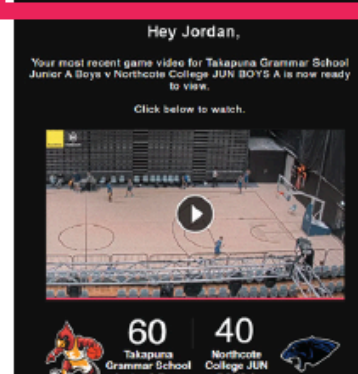 Hey Jordan,
Your most recent game video for Takapuna Grammar School
Junior A Boys v Northcote College JUN BOYS A is now ready
to view.
Click below to watch.
60 40
Takapuna Northcote
Grammar School College JUN